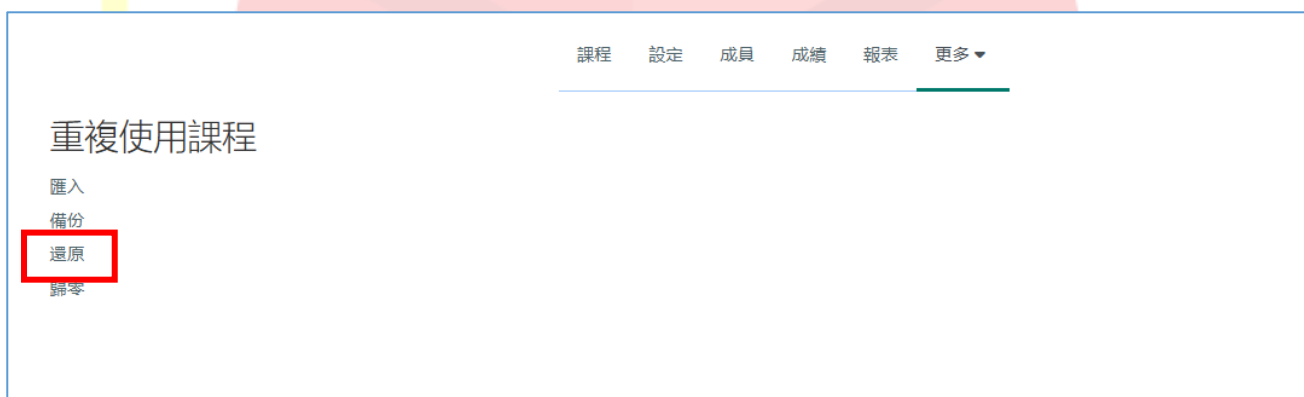 課程 設定 成員 成績 報表 更多
重複使用課程
匯入
備份
還原
歸零